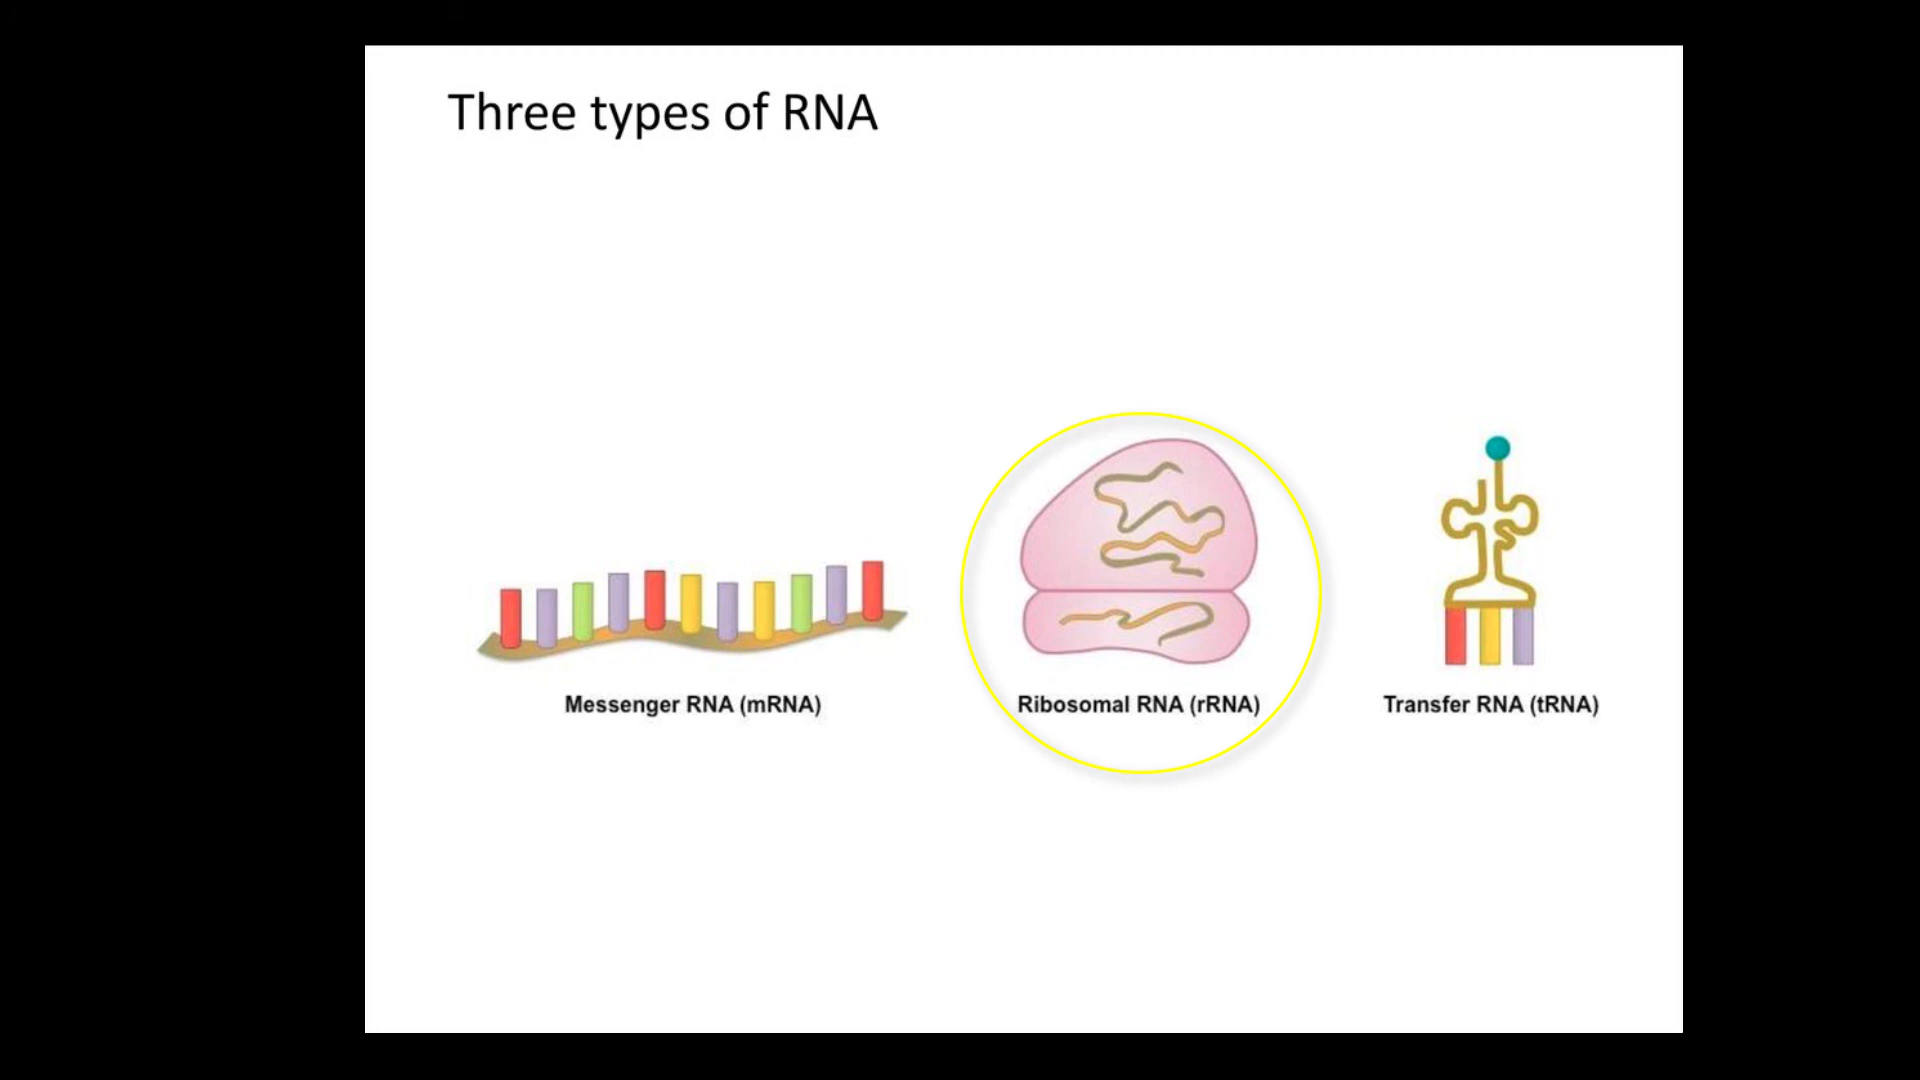 Three types of RNA
Messenger RNA (mRNA)
Ribosomal RNA (rRNA)
Transfer RNA (tRNA)